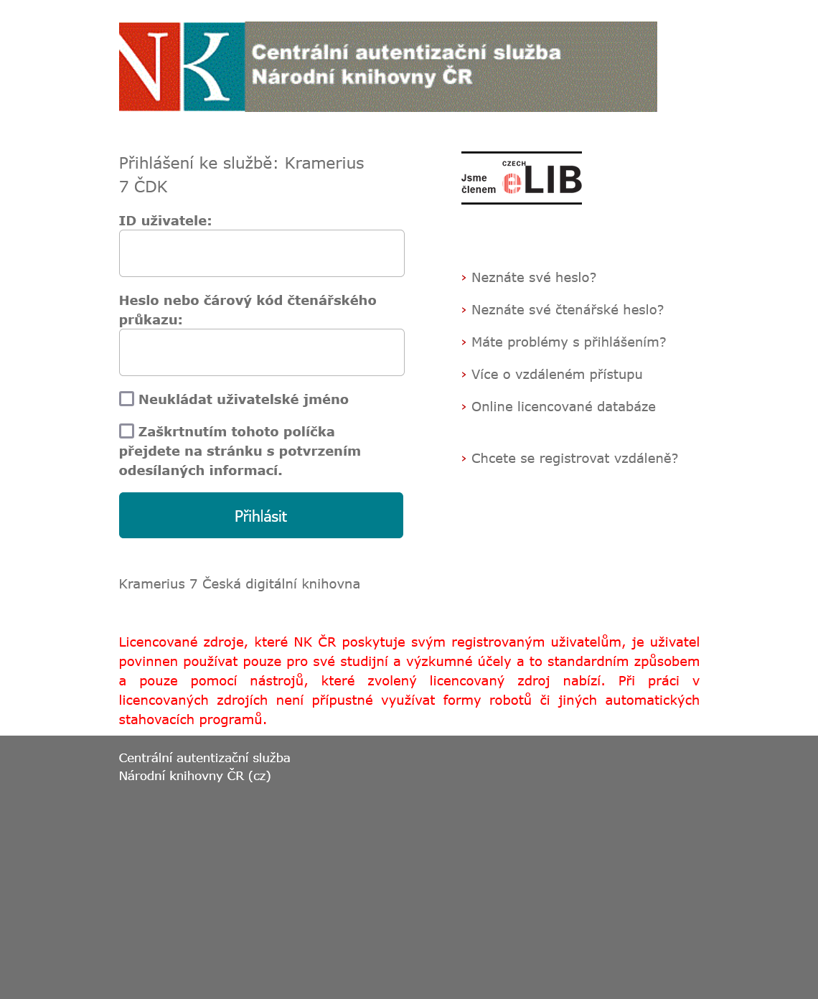 NK
Centrální autentizační služba
Národní knihovny ČR
Přihlášení ke službě: Kramerius
7 ČDK
ID uživatele:
Heslo nebo čárový kód čtenářského
průkazu:
Neukládat uživatelské jméno
Zaškrtnutím tohoto políčka
přejdete na stránku s potvrzením
odesílaných informací.
Přihlásit
Jsme
členem
CZECH
eLIB
› Neznáte své heslo?
› Neznáte své čtenářské heslo?
› Máte problémy s přihlášením?
› Více o vzdáleném přístupu
› Online licencované databáze
› Chcete se registrovat vzdáleně?
Kramerius 7 Česká digitální knihovna
Licencované zdroje, které NK ČR poskytuje svým registrovaným uživatelům, je uživatel
povinnen používat pouze pro své studijní a výzkumné účely a to standardním způsobem
a pouze pomocí nástrojů, které zvolený licencovaný zdroj nabízí. Při práci v
licencovaných zdrojích není přípustné využívat formy robotů či jiných automatických
stahovacích programů.
Centrální autentizační služba
Národní knihovny ČR (cz)